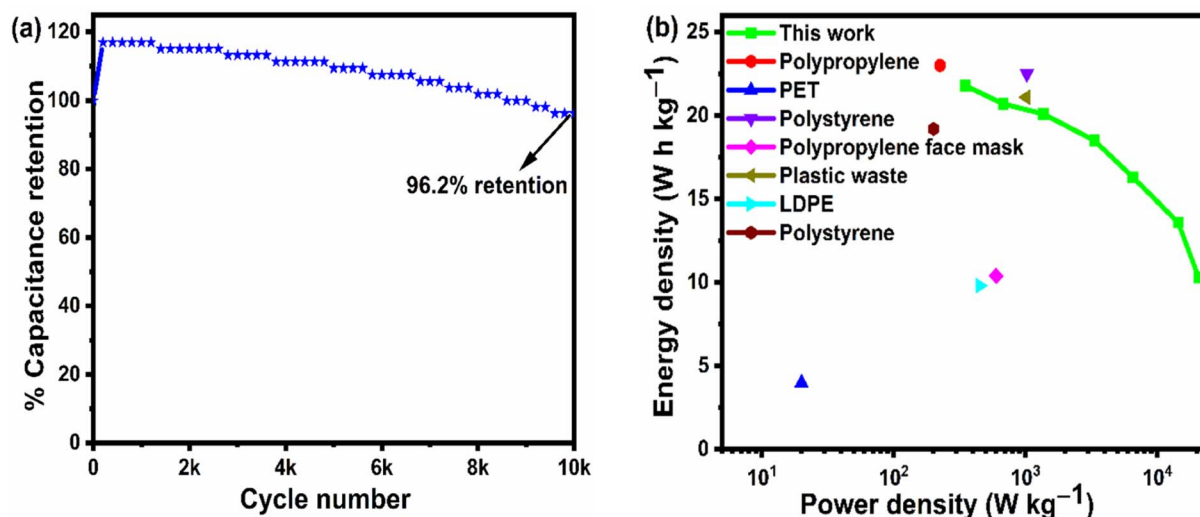 (a)
% Capacitance retention
120
100
80
60
40
20
0
96.2% retention
0 2k 4k 6k 8k 10k
Cycle number
(b)
Energy density (W h kg⁻¹)
25
20
15
10
5
0
This work
Polypropylene
PET
Polystyrene
Polypropylene face mask
Plastic waste
LDPE
Polystyrene
10¹ 10² 10³ 10⁴
Power density (W kg⁻¹)